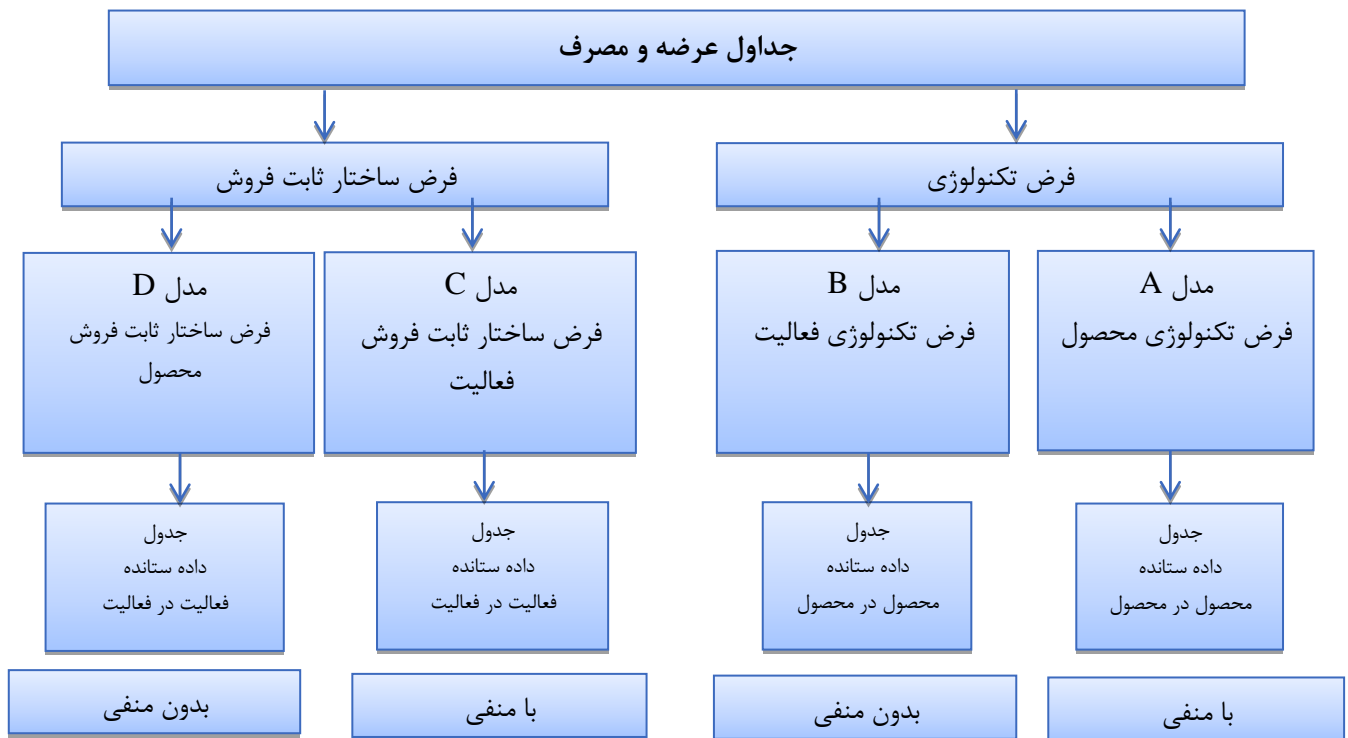 جداول عرضه و مصرف
فرض تکنولوژی
فرض ساختار ثابت فروش
مدل A
فرض تکنولوژی محصول
مدل B
فرض تکنولوژی فعالیت
مدل C
فرض ساختار ثابت فروش
فعالیت
مدل D
فرض ساختار ثابت فروش
محصول
جدول
داده ستانده
محصول در محصول
جدول
داده ستانده
محصول در محصول
جدول
داده ستانده
فعالیت در فعالیت
جدول
داده ستانده
فعالیت در فعالیت
با منفی
بدون منفی
با منفی
بدون منفی